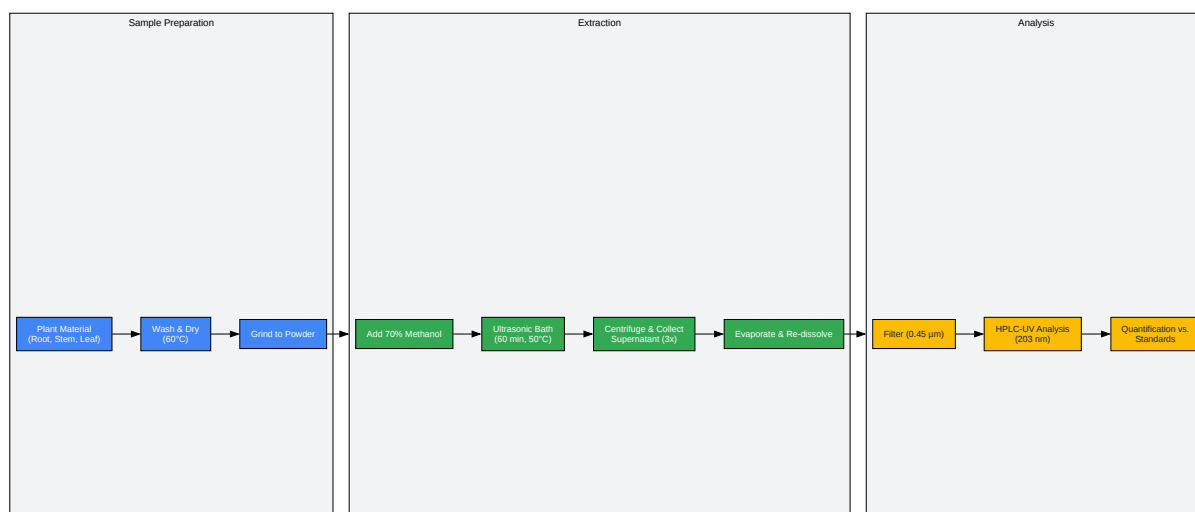 Sample Preparation
Extraction
Analysis
Plant Material
(Root, Stem, Leaf)
Wash & Dry
(60°C)
Grind to Powder
Add 70% Methanol
Ultrasonic Bath
(60 min, 50°C)
Centrifuge & Collect
Supernatant (3x)
Evaporate & Re-dissolve
Filter (0.45 µm)
HPLC-UV Analysis
(203 nm)
Quantification vs.
Standards